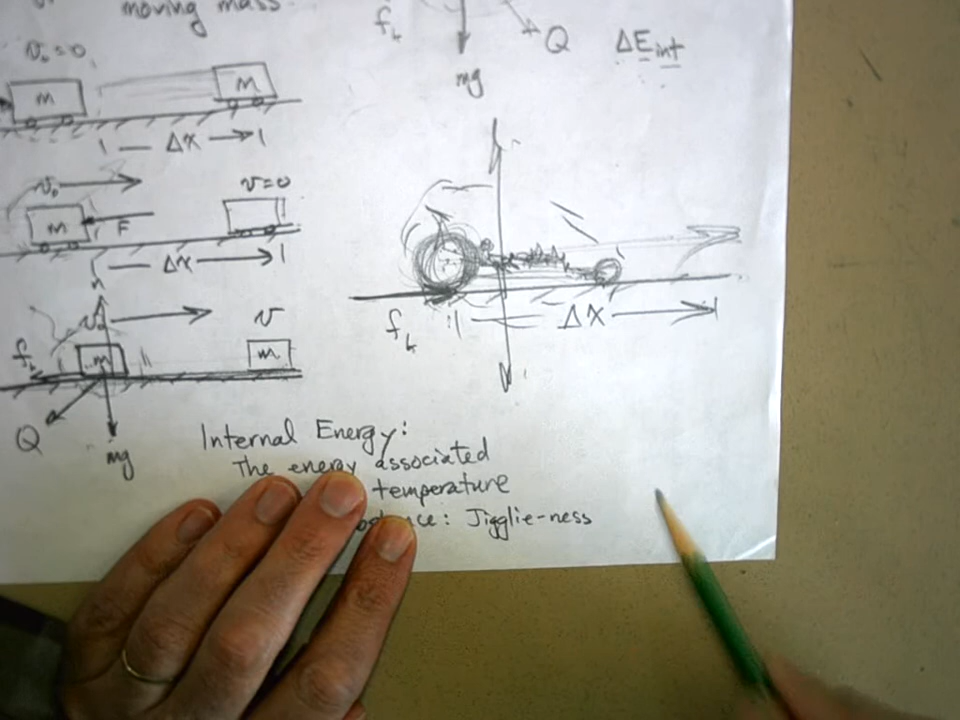 moving mass
v₀ = 0
m
m
Δx
v₀
v=0
m
F
Δx
v
f_k
m
m
Q
mg
f_k
Q
ΔE_int
mg
f_k
Δx
Internal Energy:
The energy associated
temperature
Jigglie-ness